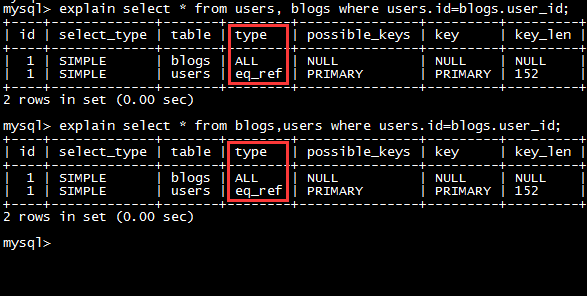 mysql> explain select * from users, blogs where users.id=blogs.user_id;
| id | select_type | table | type | possible_keys | key | key_len |
| 1 | SIMPLE | blogs | ALL | NULL | NULL | NULL |
| 1 | SIMPLE | users | eq_ref | PRIMARY | PRIMARY | 152 |
2 rows in set (0.00 sec)
mysql> explain select * from blogs,users where users.id=blogs.user_id;
| id | select_type | table | type | possible_keys | key | key_len |
| 1 | SIMPLE | blogs | ALL | NULL | NULL | NULL |
| 1 | SIMPLE | users | eq_ref | PRIMARY | PRIMARY | 152 |
2 rows in set (0.00 sec)
mysql>